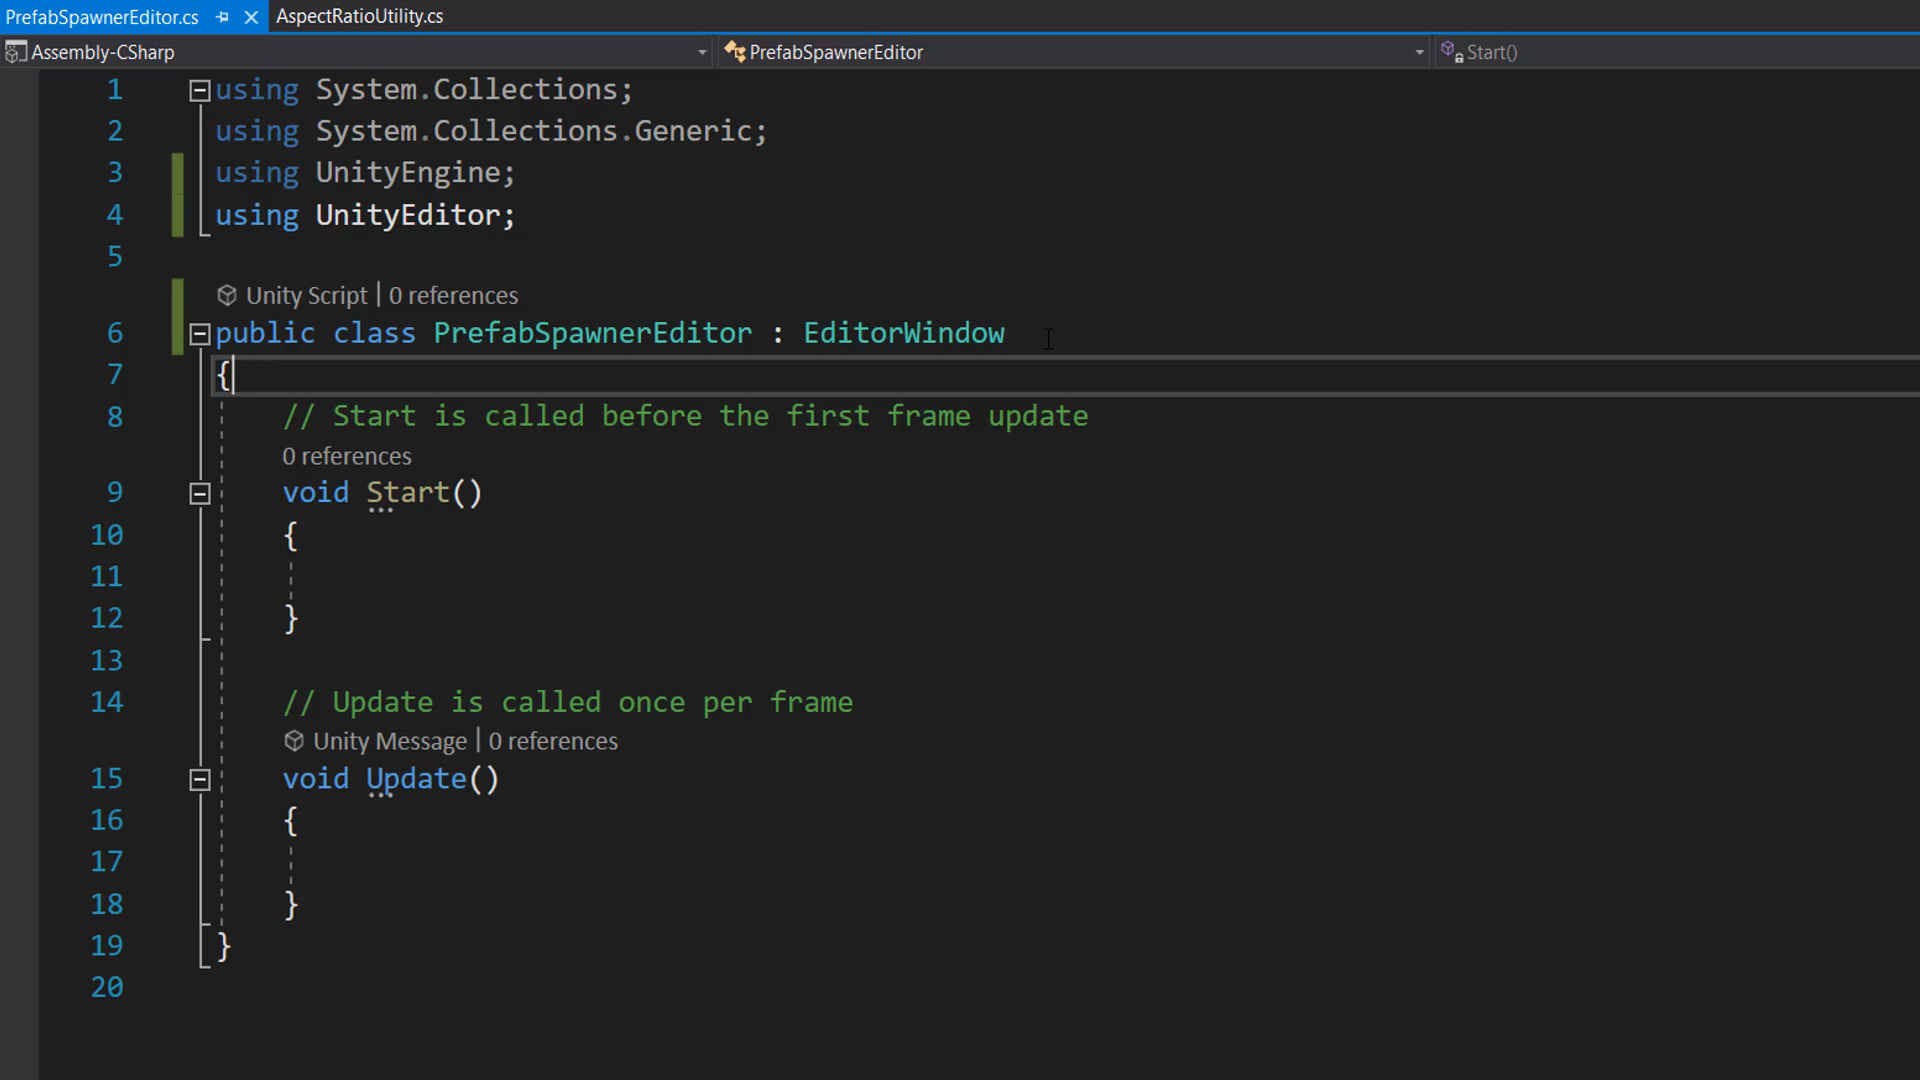 PrefabSpawnerEditor.cs AspectRatioUtility.cs
Assembly-CSharp PrefabSpawnerEditor Start()
1 using System.Collections;
2 using System.Collections.Generic;
3 using UnityEngine;
4 using UnityEditor;
5
Unity Script | 0 references
6 public class PrefabSpawnerEditor : EditorWindow
7 {
8 // Start is called before the first frame update
0 references
9 void Start()
10 {
11
12 }
13
14 // Update is called once per frame
Unity Message | 0 references
15 void Update()
16 {
17
18 }
19 }
20